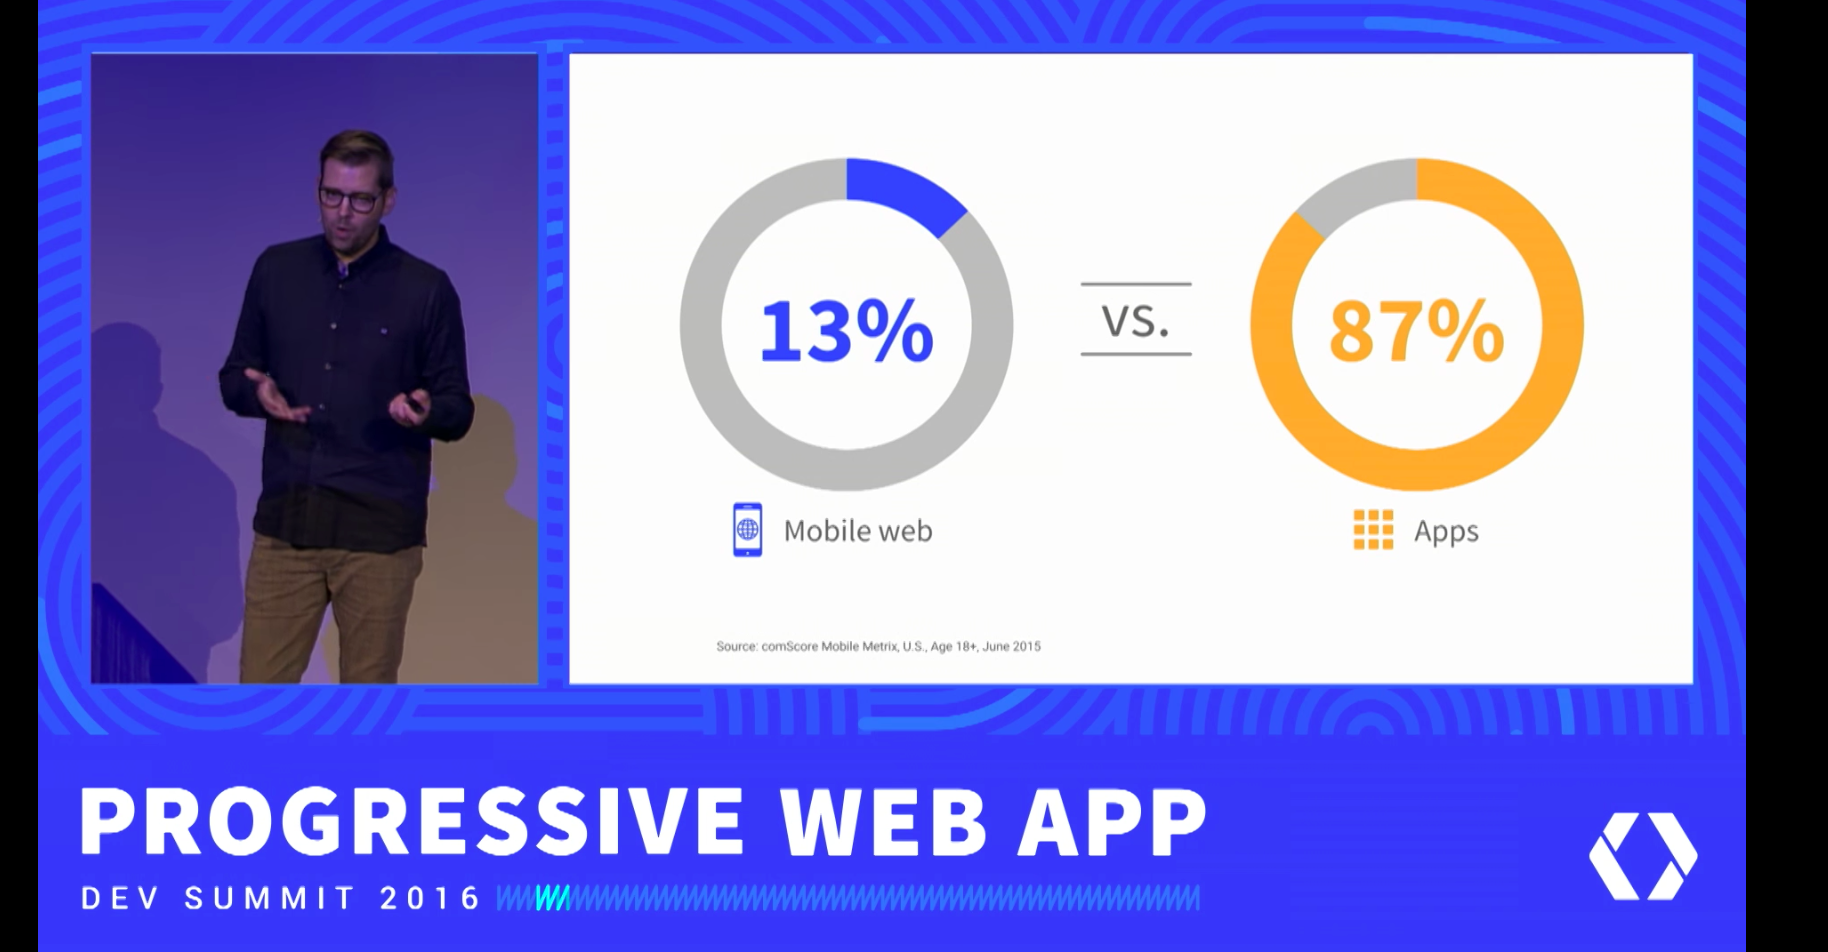 13%
vs.
87%
Mobile web
Apps
Source: comScore Mobile Metrix, U.S., Age 18+, June 2015
PROGRESSIVE WEB APP
DEV SUMMIT 2016